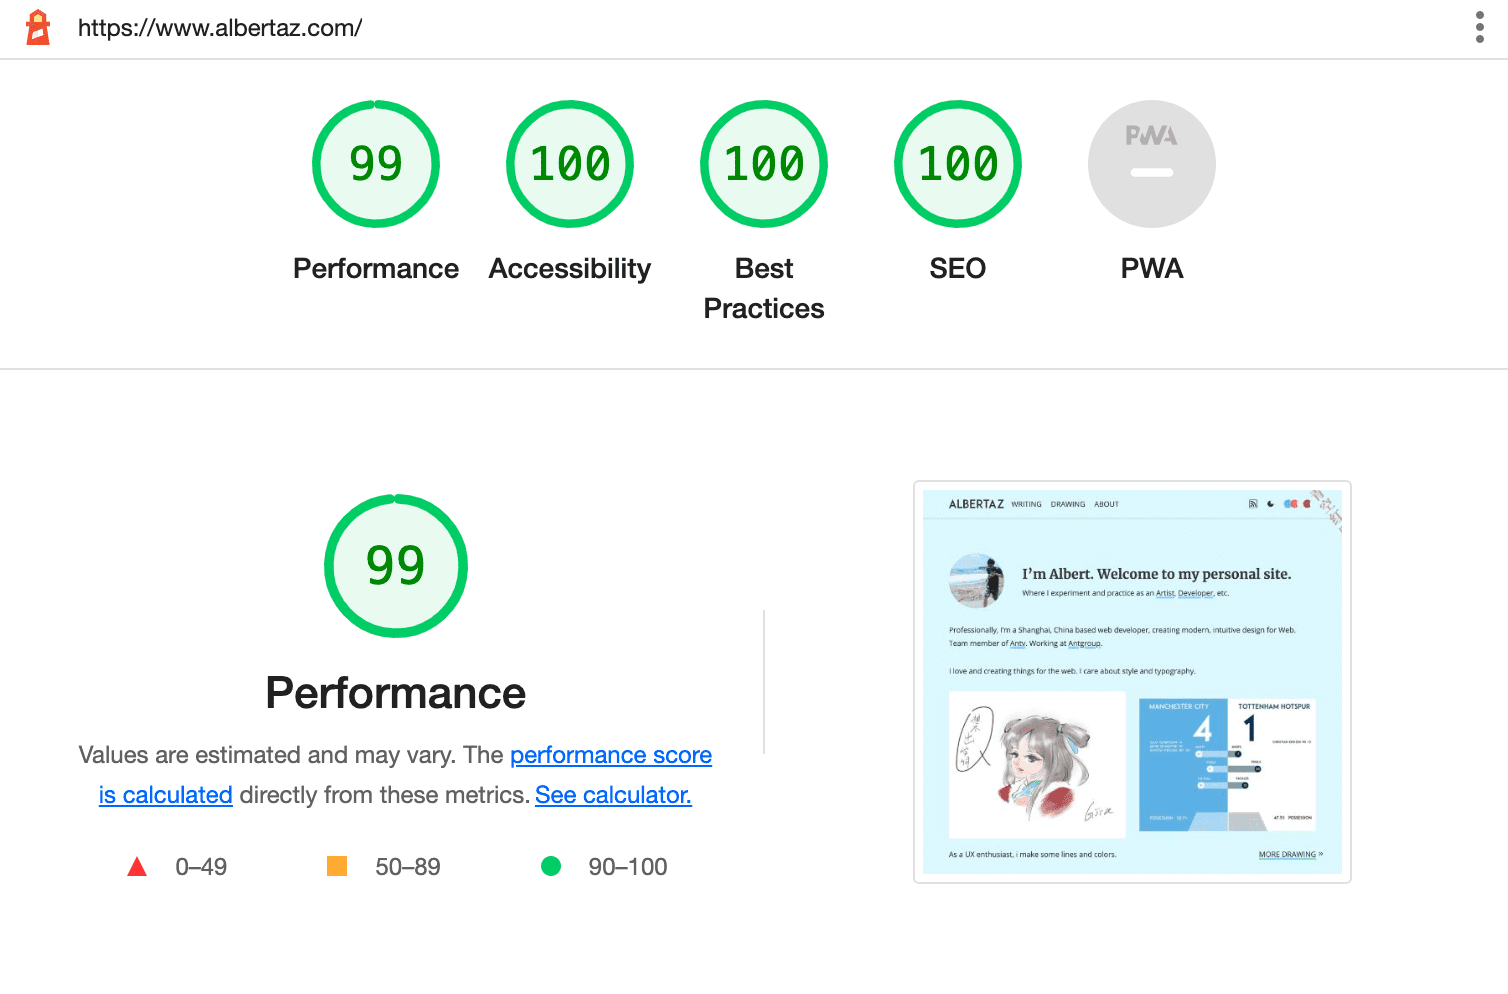 https://www.albertaz.com/
99
100
100
100
PWA
Performance
Accessibility
Best
Practices
SEO
PWA
99
Performance
Values are estimated and may vary. The performance score
is calculated directly from these metrics. See calculator.
0–49
50–89
90–100
ALBERTAZ WRITING DRAWING ABOUT
I'm Albert. Welcome to my personal site.
Where I experiment and practice as an Artist, Developer, etc.
Professionally, I'm a Shanghai, China based web developer, creating modern, intuitive design for Web.
Team member of Antv. Working at Antgroup.
I love and creating things for the web. I care about style and typography.
MANCHESTER CITY
4
TOTTENHAM HOTSPUR
1
POSSESSION
47.9% POSSESSION
As a UX enthusiast, i make some lines and colors.
MORE DRAWING »